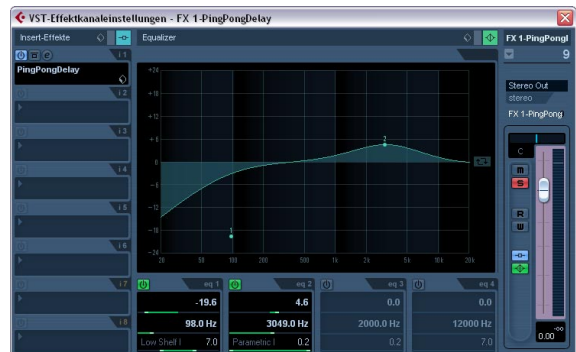 VST-Effektkanaleinstellungen - FX 1-PingPongDelay
Insert-Effekte
Equalizer
FX 1-PingPongl
i 1
9
PingPongDelay
i 2
i 3
i 4
i 5
i 6
i 7
i 8
+24
+18
+12
+6
0
-6
-12
-18
-24
20 50 100 200 500 1k 2k 5k 10k 20k
1
2
eq 1
-19.6
98.0 Hz
Low Shelf I 7.0
eq 2
4.6
3049.0 Hz
Parametric I 0.2
eq 3
0.0
2000.0 Hz
0.2
eq 4
0.0
12000 Hz
7.0
Stereo Out
stereo
FX 1-PingPong
C
m
S
R
W
-oo
0.00